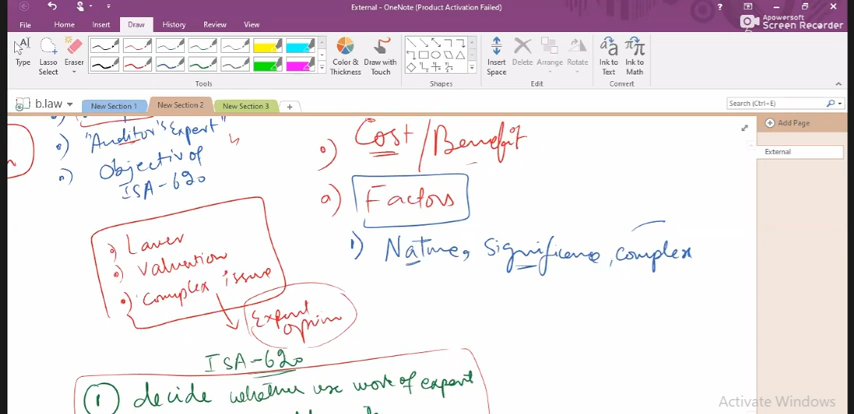 External - OneNote (Product Activation Failed)
Apowersoft
Screen Recorder
File Home Insert Draw History Review View
Type
Lasso Select
Eraser
Color & Thickness
Draw with Touch
Insert Space
Delete
Arrange
Rotate
Ink to Text
Ink to Math
Tools
Shapes
Edit
Convert
b.law
New Section 1
New Section 2
New Section 3
Search (Ctrl+E)
Add Page
External
"Auditor's Expert"
Objective of
ISA-620
Cost/Benefit
a) Factors
1) Nature, Significance, complex
Lawer
Valuation
Complex issue
Expert
opinion
ISA-620
1 decide whether use work of expert
Activate Windows